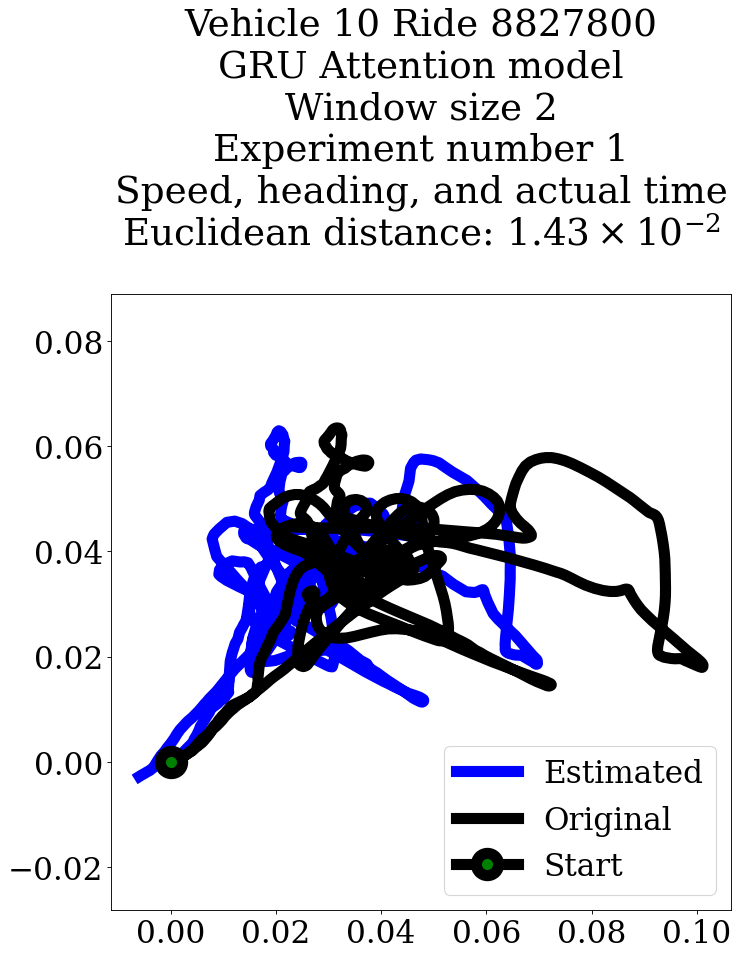 Vehicle 10 Ride 8827800
GRU Attention model
Window size 2
Experiment number 1
Speed, heading, and actual time
Euclidean distance: 1.43 × 10⁻²
0.08
0.06
0.04
0.02
0.00
−0.02
Estimated
Original
Start
0.00 0.02 0.04 0.06 0.08 0.10